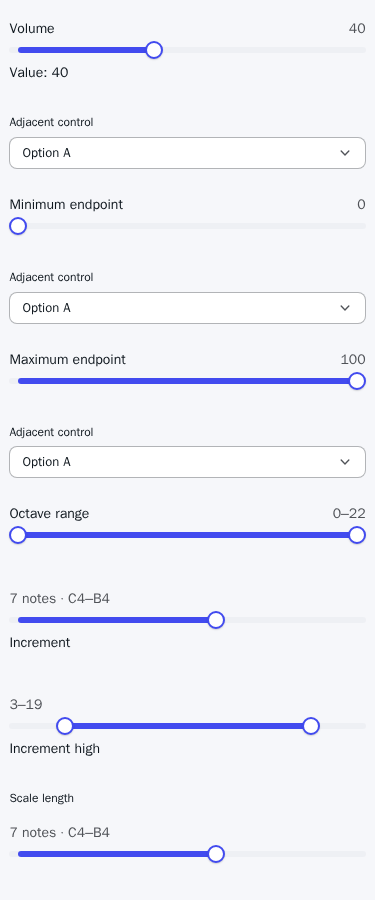 Volume 40
Value: 40
Adjacent control
Option A
Minimum endpoint 0
Adjacent control
Option A
Maximum endpoint 100
Adjacent control
Option A
Octave range 0–22
7 notes · C4–B4
Increment
3–19
Increment high
Scale length
7 notes · C4–B4